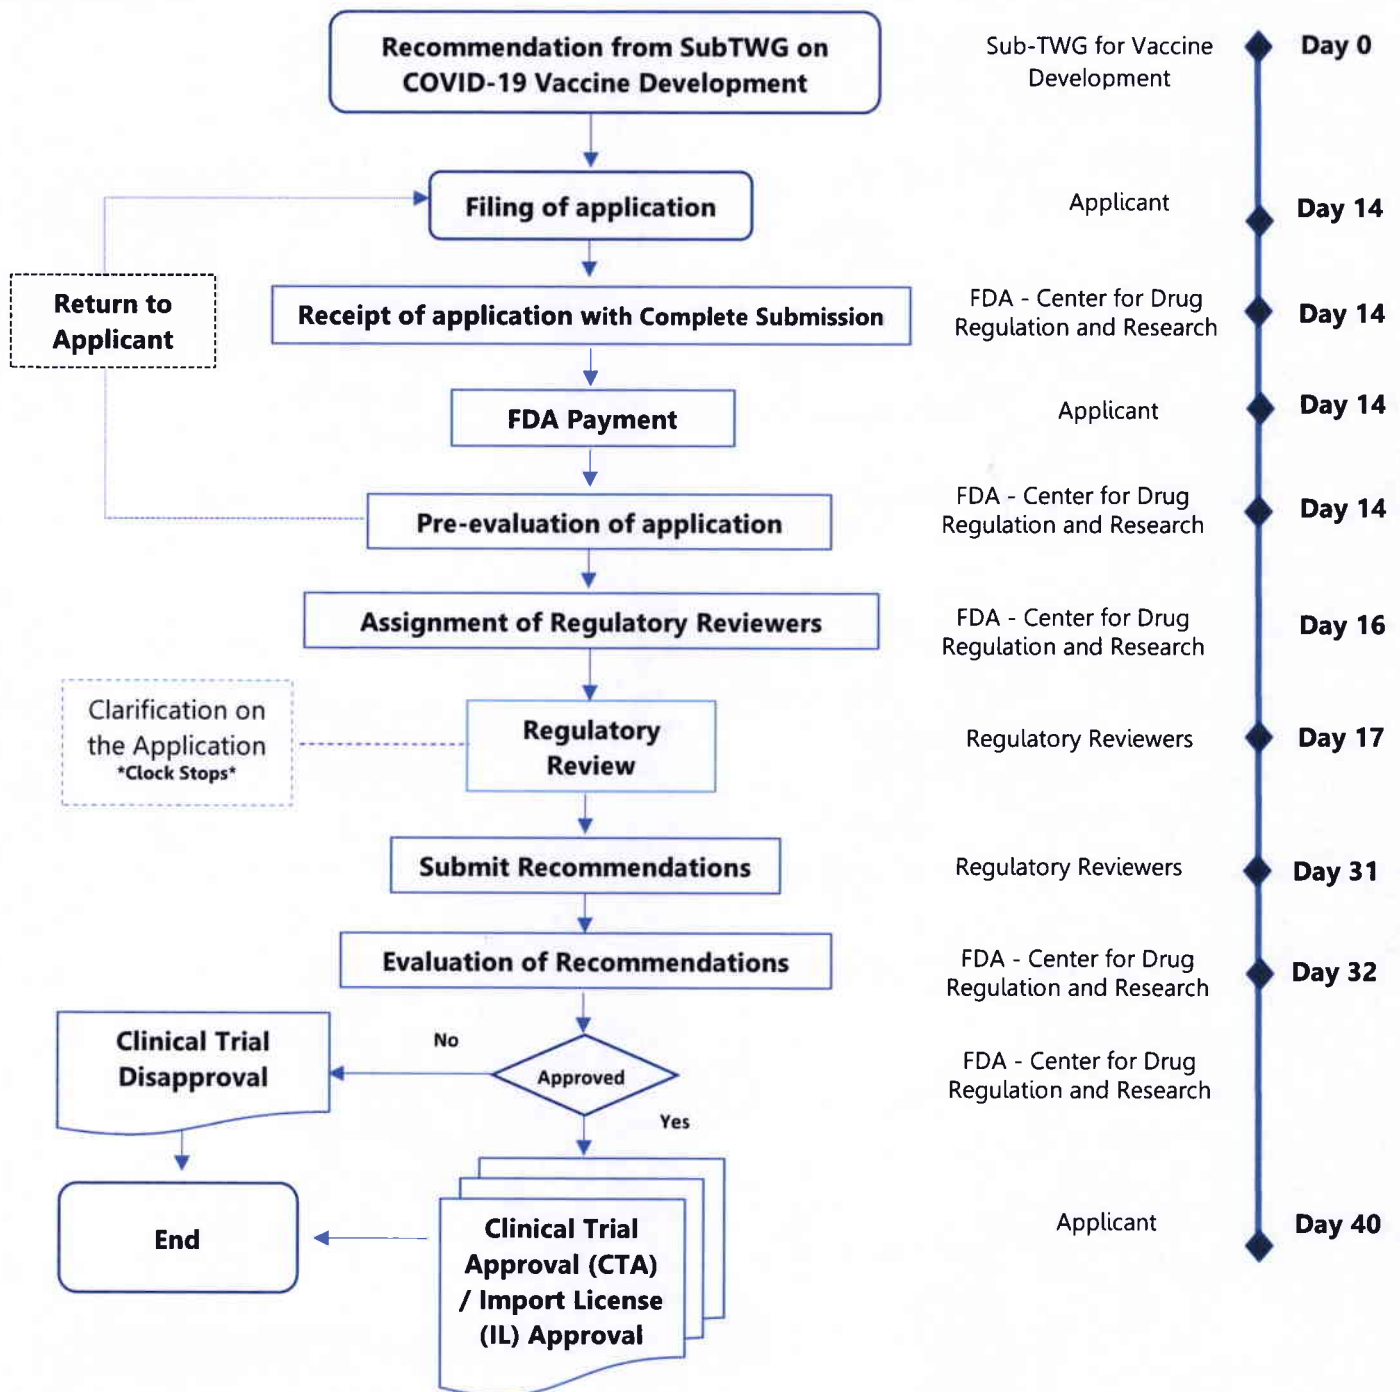 Recommendation from SubTWG on
COVID-19 Vaccine Development
Sub-TWG for Vaccine
Development
Day 0
Filing of application
Applicant
Day 14
Return to
Applicant
Receipt of application with Complete Submission
FDA - Center for Drug
Regulation and Research
Day 14
FDA Payment
Applicant
Day 14
Pre-evaluation of application
FDA - Center for Drug
Regulation and Research
Day 14
Assignment of Regulatory Reviewers
FDA - Center for Drug
Regulation and Research
Day 16
Clarification on
the Application
*Clock Stops*
Regulatory
Review
Regulatory Reviewers
Day 17
Submit Recommendations
Regulatory Reviewers
Day 31
Evaluation of Recommendations
FDA - Center for Drug
Regulation and Research
Day 32
Clinical Trial
Disapproval
No
Approved
Yes
FDA - Center for Drug
Regulation and Research
End
Clinical Trial
Approval (CTA)
/ Import License
(IL) Approval
Applicant
Day 40